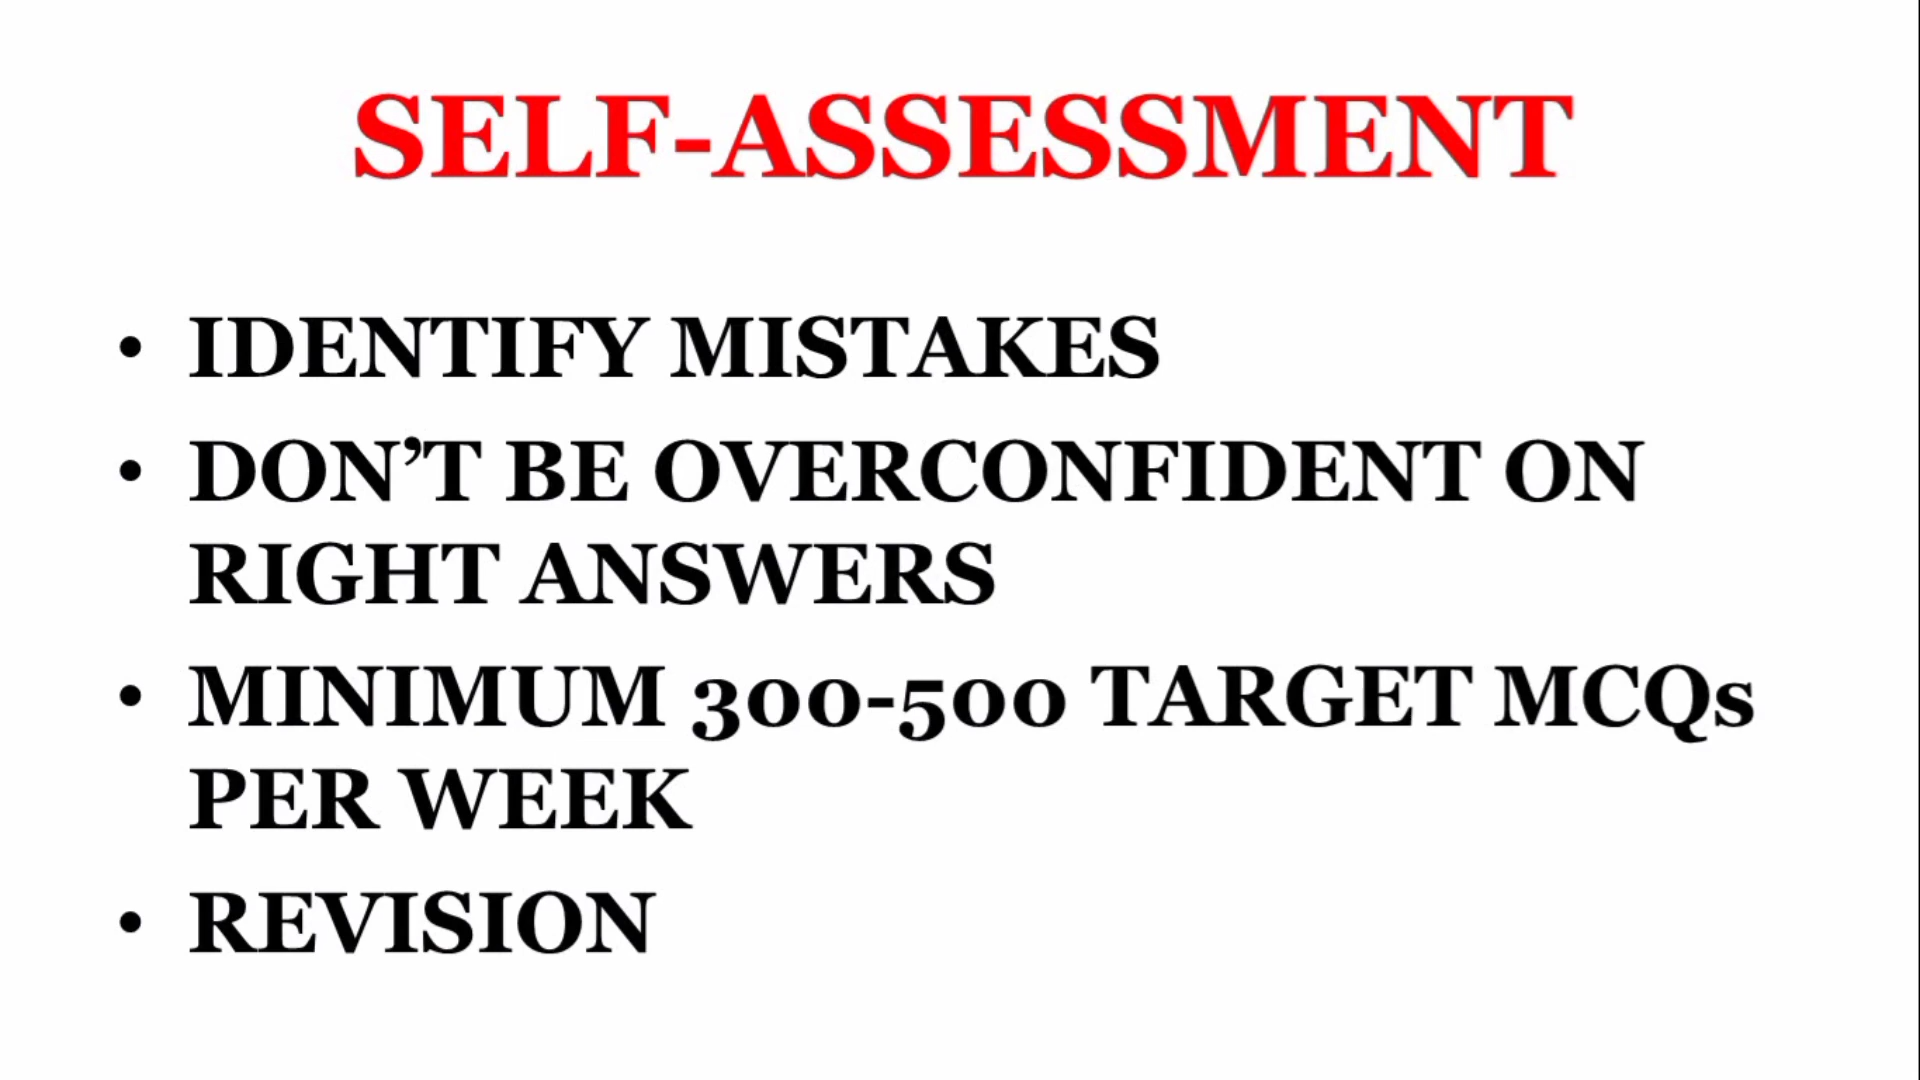 SELF-ASSESSMENT
• IDENTIFY MISTAKES
• DON’T BE OVERCONFIDENT ON
RIGHT ANSWERS
• MINIMUM 300-500 TARGET MCQs
PER WEEK
• REVISION